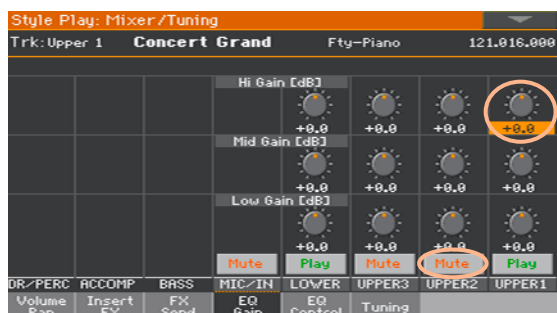 Style Play: Mixer/Tuning
Trk: Upper 1 Concert Grand Fty-Piano 121.016.000
Hi Gain [dB]
+0.0 +0.0 +0.0 +0.0
Mid Gain [dB]
+0.0 +0.0 +0.0 +0.0
Low Gain [dB]
+0.0 +0.0 +0.0 +0.0
Mute Play Mute Mute Play
DR/PERC ACCOMP BASS MIC/IN LOWER UPPER3 UPPER2 UPPER1
Volume Insert FX EQ EQ Tuning
Pan FX Send Gain Control